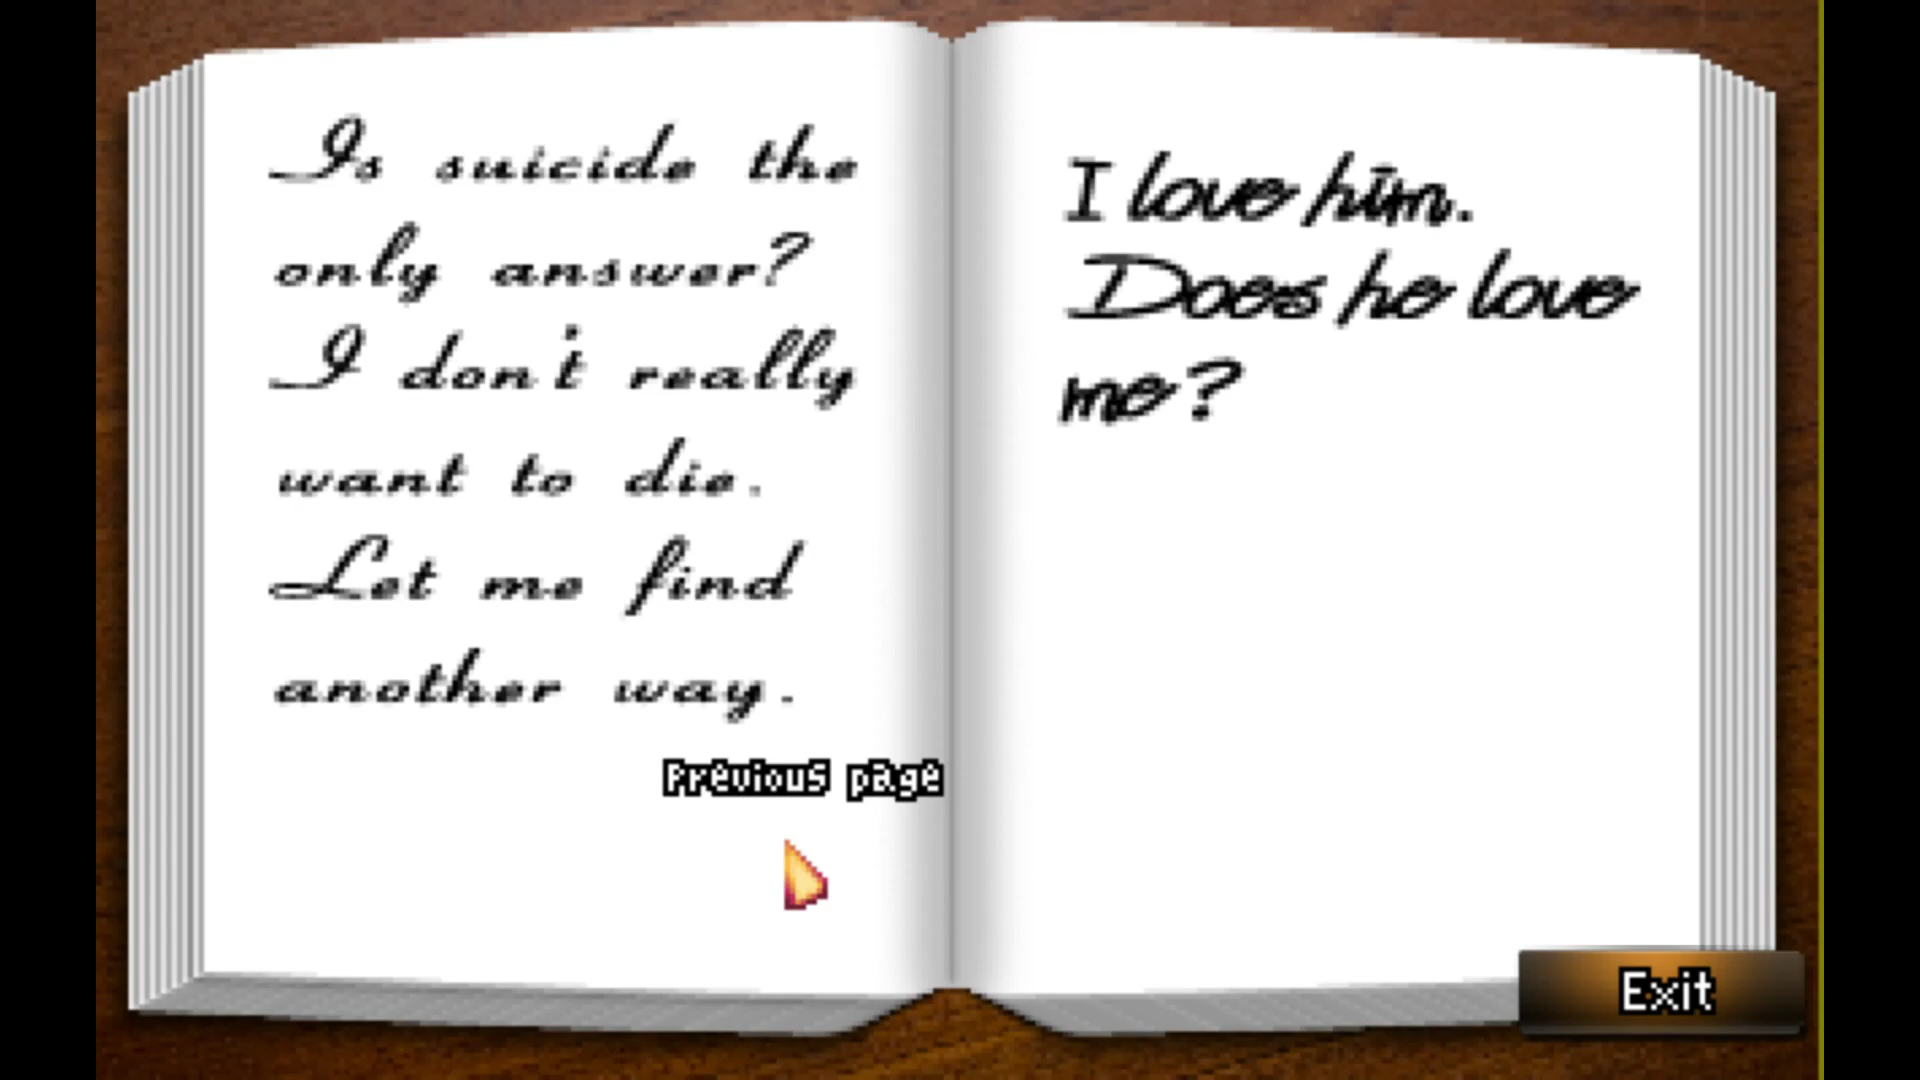 Is suicide the
only answer?
I don't really
want to die.
Let me find
another way.
Previous page
I love him.
Does he love
me?
Exit